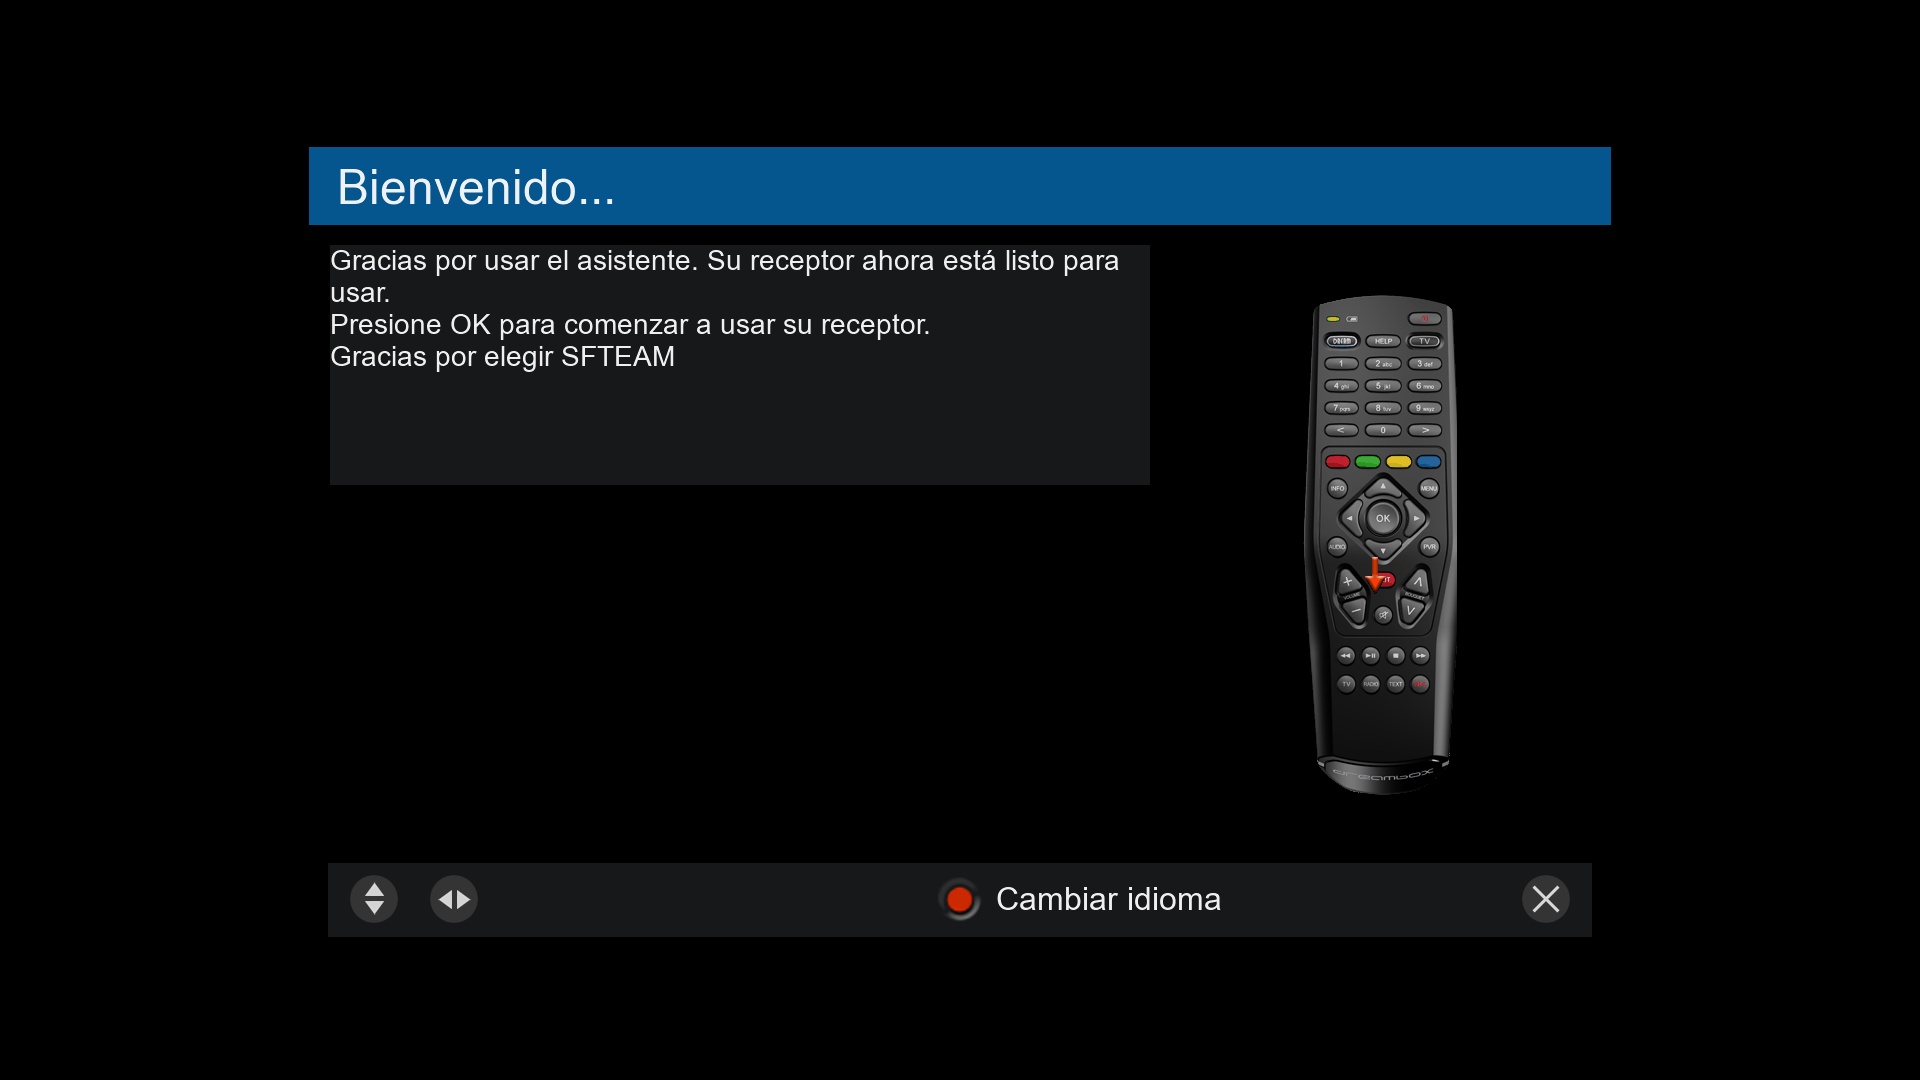 Bienvenido...
Gracias por usar el asistente. Su receptor ahora está listo para
usar.
Presione OK para comenzar a usar su receptor.
Gracias por elegir SFTEAM
HELP TV
1 2 abc 3 def
4 ghi 5 jkl 6 mno
7 pqrs 8 tuv 9 wxyz
< 0 >
INFO MENU
OK
AUDIO PVR
VOLUME BOUQUET
TV RADIO TEXT
dreambox
Cambiar idioma